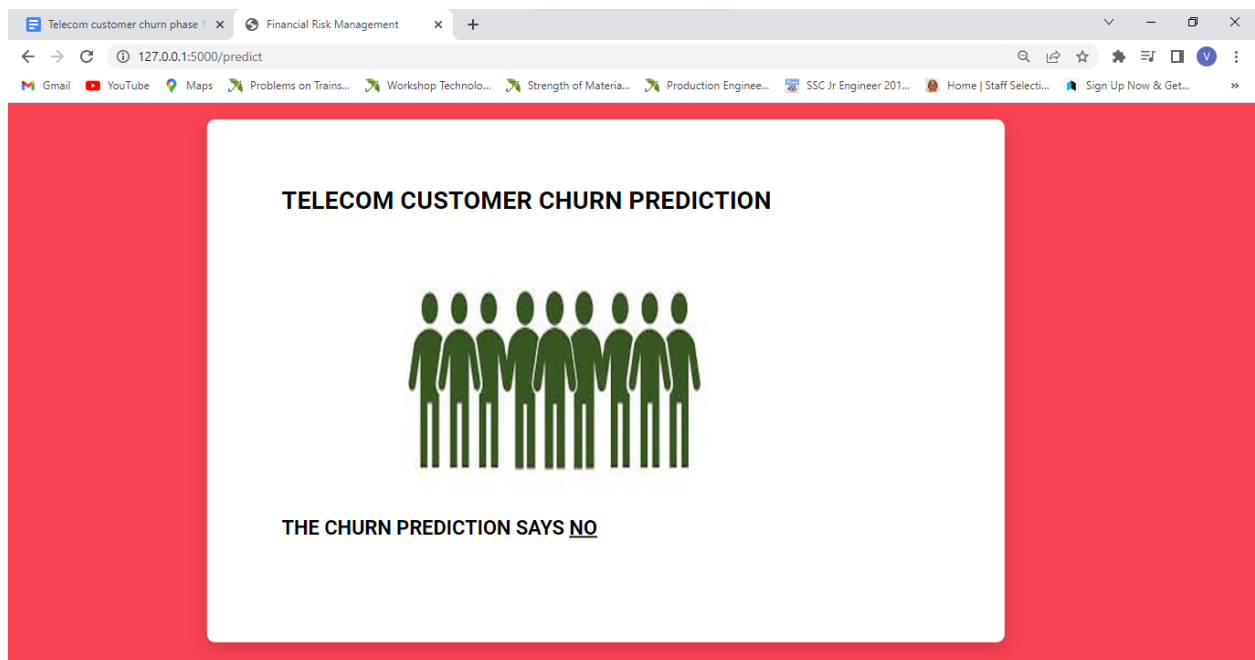 Telecom customer churn phase 1
Financial Risk Management
127.0.0.1:5000/predict
V
Gmail YouTube Maps Problems on Trains... Workshop Technolo... Strength of Materia... Production Enginee... SSC Jr Engineer 201... Home | Staff Selecti... Sign Up Now & Get...
TELECOM CUSTOMER CHURN PREDICTION
THE CHURN PREDICTION SAYS NO